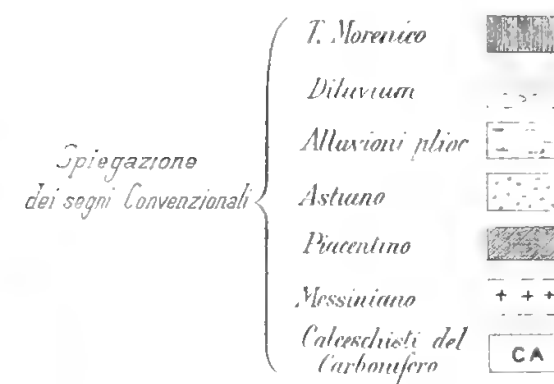 Spiegazione
dei segni Convenzionali
T. Morenico
Diluvium
Alluvioni plioc
Astiano
Piacentino
Messiniano
Calceschisti del
Carbonifero
CA